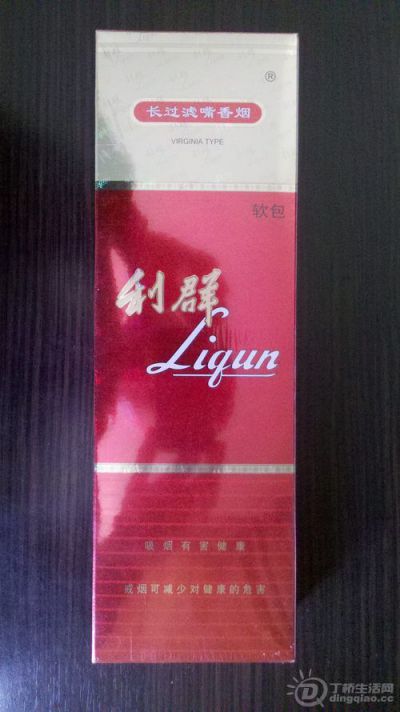 ®
长过滤嘴香烟
VIRGINIA TYPE
软包
利群
Liqun
吸烟有害健康
戒烟可减少对健康的危害
丁桥生活网
dingqiao.cc